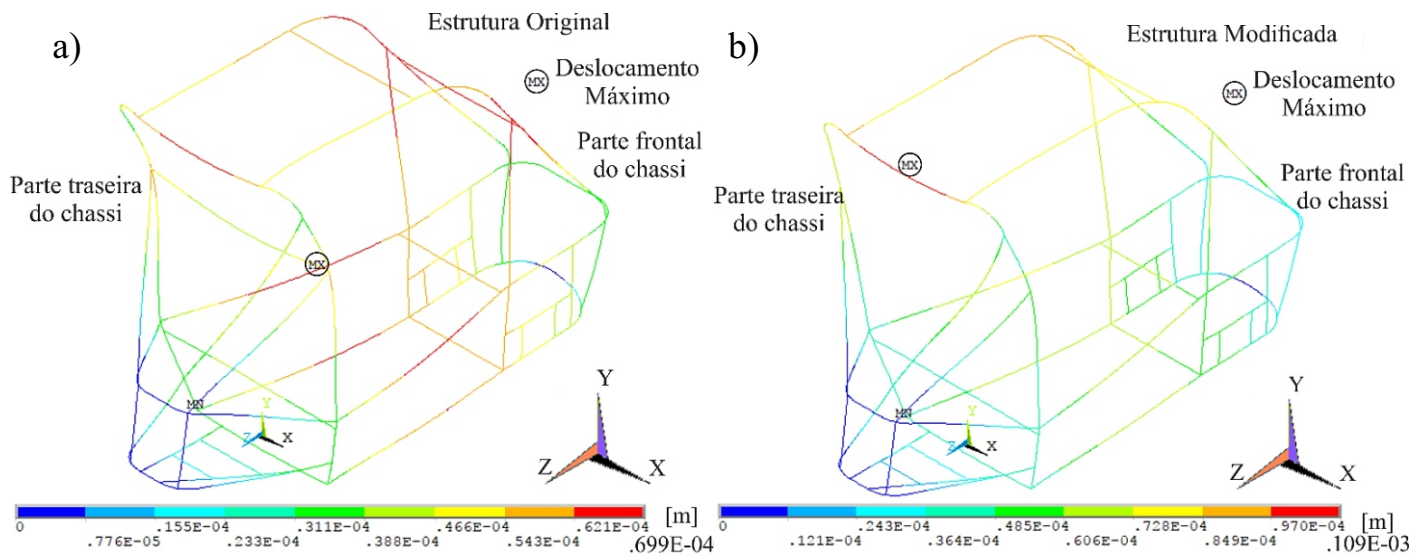 a)
Estrutura Original
MX
Deslocamento
Máximo
Parte frontal
do chassi
Parte traseira
do chassi
MX
MN
Y
Z
X
Y
Z
X
0
.155E-04
.311E-04
.466E-04
.621E-04
[m]
.776E-05
.233E-04
.388E-04
.543E-04
.699E-04
b)
Estrutura Modificada
MX
Deslocamento
Máximo
MX
Parte frontal
do chassi
Parte traseira
do chassi
MN
Y
Z
X
Y
Z
X
0
.243E-04
.485E-04
.728E-04
.970E-04
[m]
.121E-04
.364E-04
.606E-04
.849E-04
.109E-03